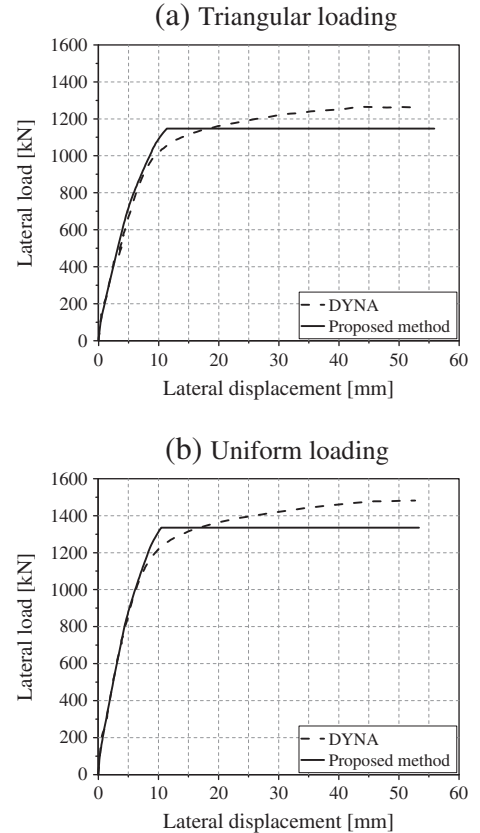 (a) Triangular loading
1600
1400
1200
1000
800
600
400
200
0
Lateral load [kN]
DYNA
Proposed method
0 10 20 30 40 50 60
Lateral displacement [mm]
(b) Uniform loading
1600
1400
1200
1000
800
600
400
200
0
Lateral load [kN]
DYNA
Proposed method
0 10 20 30 40 50 60
Lateral displacement [mm]